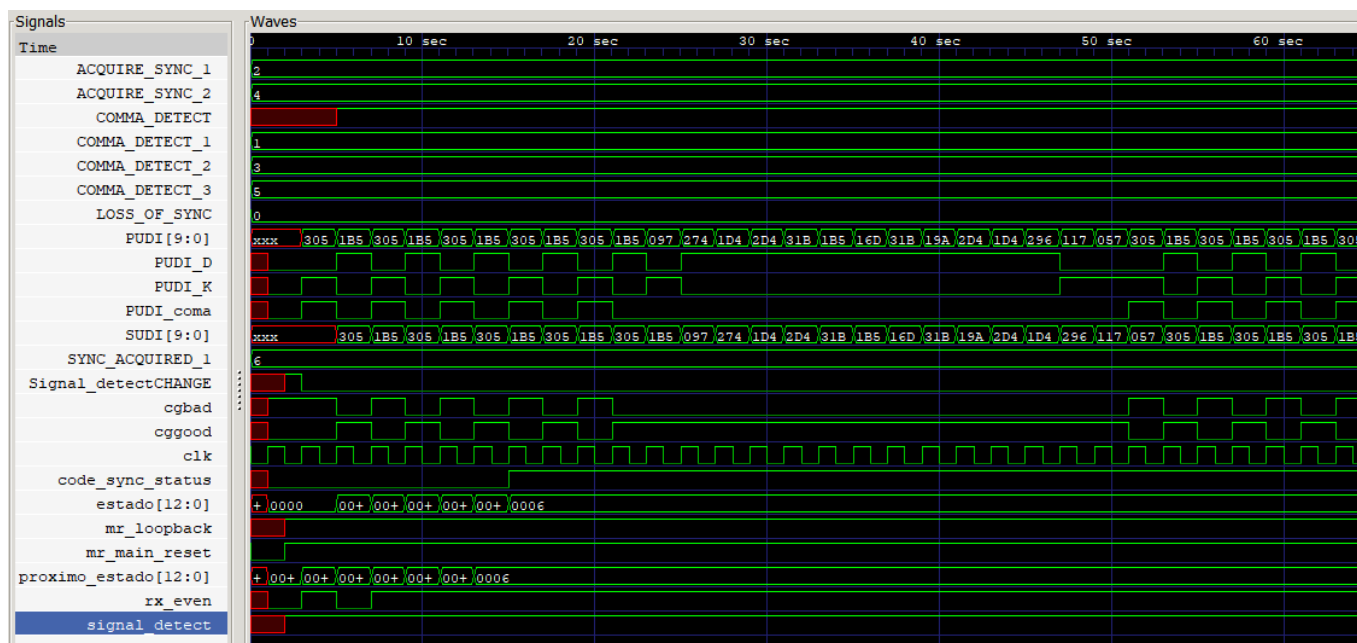 Signals Waves
Time 0 10 sec 20 sec 30 sec 40 sec 50 sec 60 sec
ACQUIRE_SYNC_1 2
ACQUIRE_SYNC_2 4
COMMA_DETECT
COMMA_DETECT_1 1
COMMA_DETECT_2 3
COMMA_DETECT_3 5
LOSS_OF_SYNC 0
PUDI[9:0] xxx 305 1B5 305 1B5 305 1B5 305 1B5 305 1B5 097 274 1D4 2D4 31B 1B5 16D 31B 19A 2D4 1D4 296 117 057 305 1B5 305 1B5 305 1B5 305
PUDI_D
PUDI_K
PUDI_coma
SUDI[9:0] xxx 305 1B5 305 1B5 305 1B5 305 1B5 305 1B5 097 274 1D4 2D4 31B 1B5 16D 31B 19A 2D4 1D4 296 117 057 305 1B5 305 1B5 305 1B
SYNC_ACQUIRED_1 6
Signal_detectCHANGE
cgbad
cggood
clk
code_sync_status
estado[12:0] + 0000 00+ 00+ 00+ 00+ 00+ 0006
mr_loopback
mr_main_reset
proximo_estado[12:0] + 00+ 00+ 00+ 00+ 00+ 00+ 0006
rx_even
signal_detect